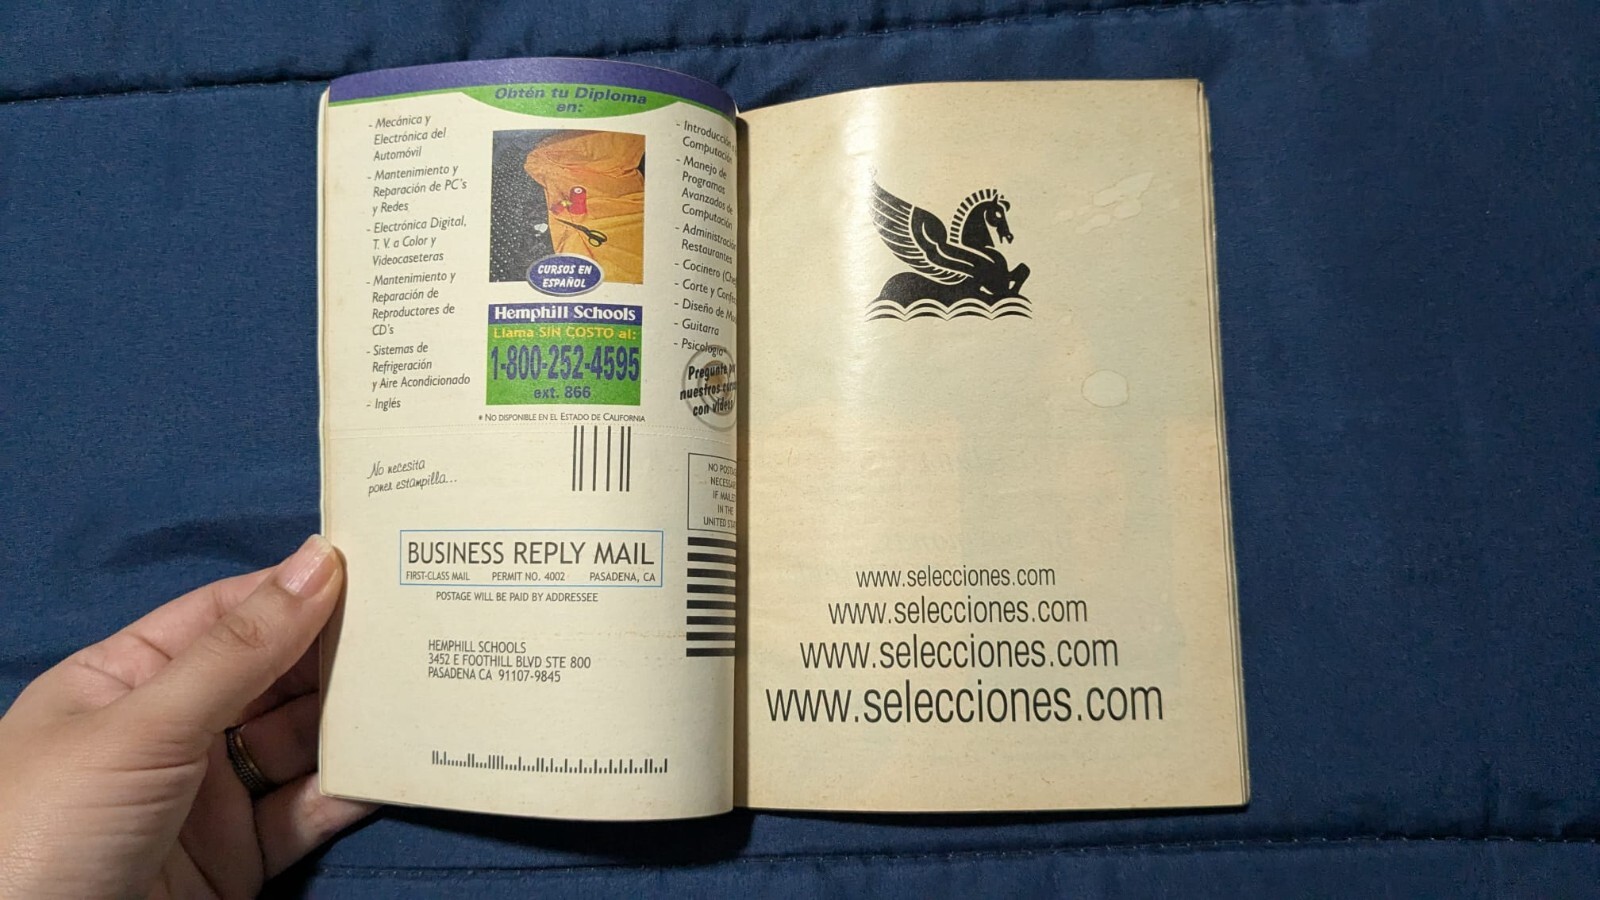 Obtén tu Diploma
en:
- Mecánica y
Electrónica del
Automóvil
- Mantenimiento y
Reparación de PC's
y Redes
- Electrónica Digital,
T. V. a Color y
Videocaseteras
- Mantenimiento y
Reparación de
Reproductores de
CD's
- Sistemas de
Refrigeración
y Aire Acondicionado
- Inglés
CURSOS EN
ESPAÑOL
Hemphill Schools
Llama SIN COSTO al:
1-800-252-4595
ext. 866
* NO DISPONIBLE EN EL ESTADO DE CALIFORNIA
- Introducción
Computación
- Manejo de
Programas
Avanzados de
Computación
- Administración
Restaurantes
- Cocinero
- Corte y
- Diseño de
- Guitarra
- Psicología*
Pregunta
nuestros
con video
No necesita
poner estampilla...
NO
NECESSARY
IF MAILED
IN THE
UNITED
BUSINESS REPLY MAIL
FIRST-CLASS MAIL PERMIT NO. 4002 PASADENA, CA
POSTAGE WILL BE PAID BY ADDRESSEE
HEMPHILL SCHOOLS
3452 E FOOTHILL BLVD STE 800
PASADENA CA 91107-9845
www.selecciones.com
www.selecciones.com
www.selecciones.com
www.selecciones.com